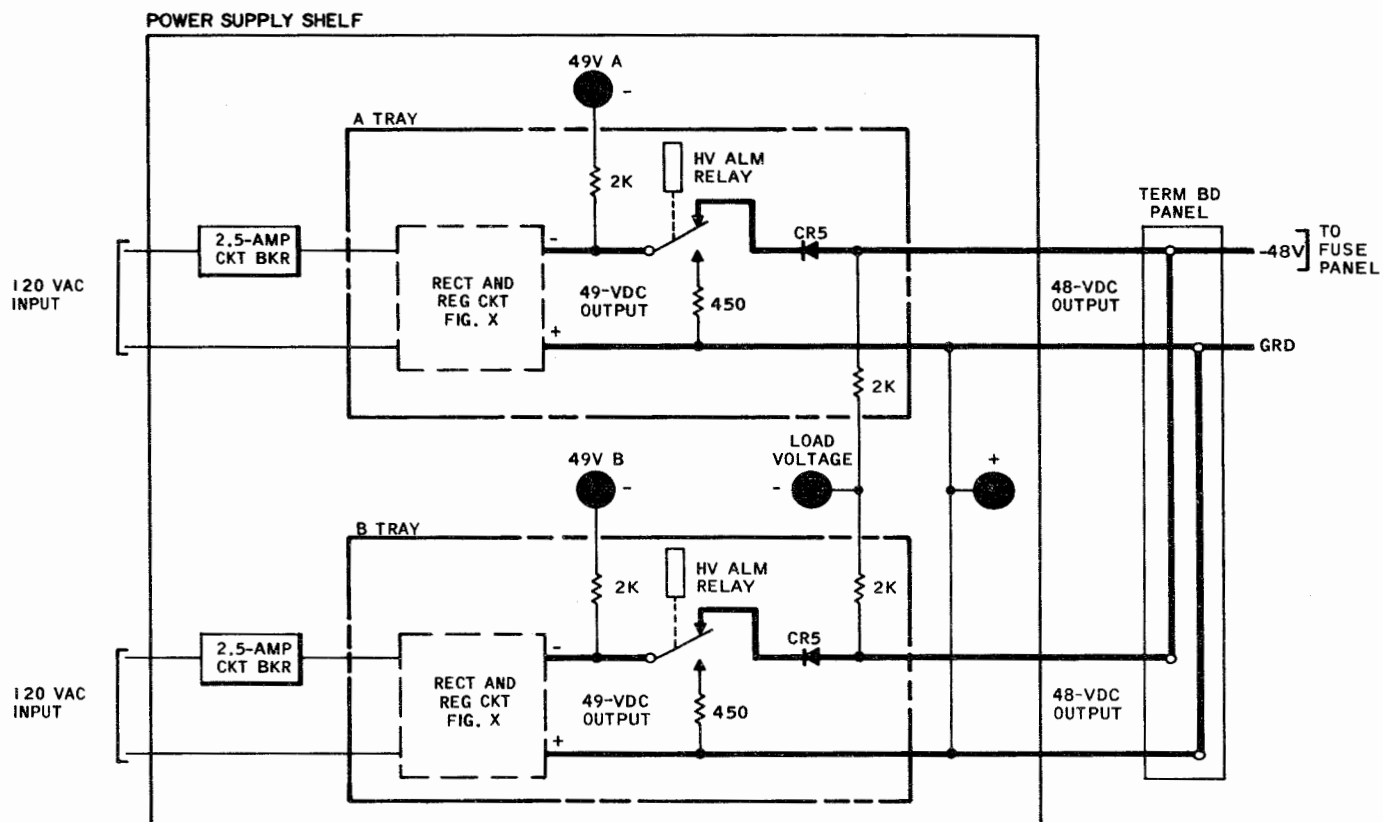 POWER SUPPLY SHELF
49V A
-
A TRAY
HV ALM
RELAY
2K
TERM BD
PANEL
2.5-AMP
CKT BKR
120 VAC
INPUT
RECT AND
REG CKT
FIG. X
-
+
49-VDC
OUTPUT
450
CR5
48-VDC
OUTPUT
-48V
TO
FUSE
PANEL
GRD
2K
49V B
-
LOAD
VOLTAGE
-
+
B TRAY
HV ALM
RELAY
2K
2K
2.5-AMP
CKT BKR
120 VAC
INPUT
RECT AND
REG CKT
FIG. X
-
+
49-VDC
OUTPUT
450
CR5
48-VDC
OUTPUT